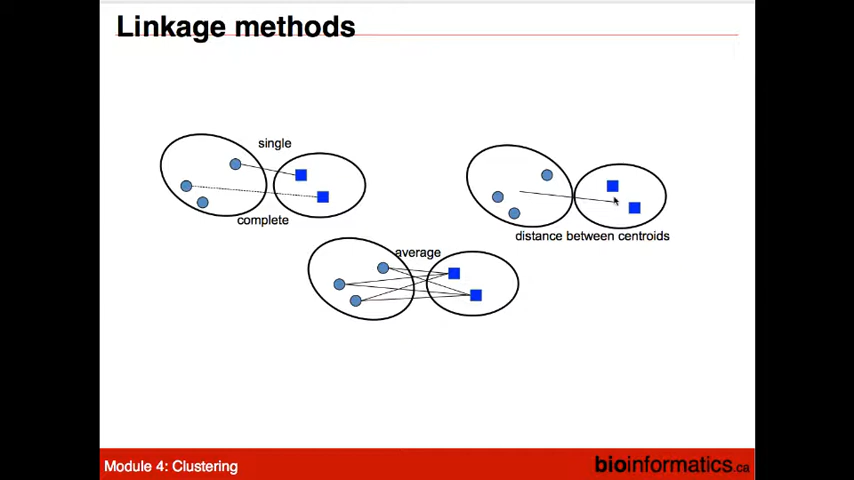 Linkage methods
single
complete
distance between centroids
average
Module 4: Clustering
bioinformatics.ca